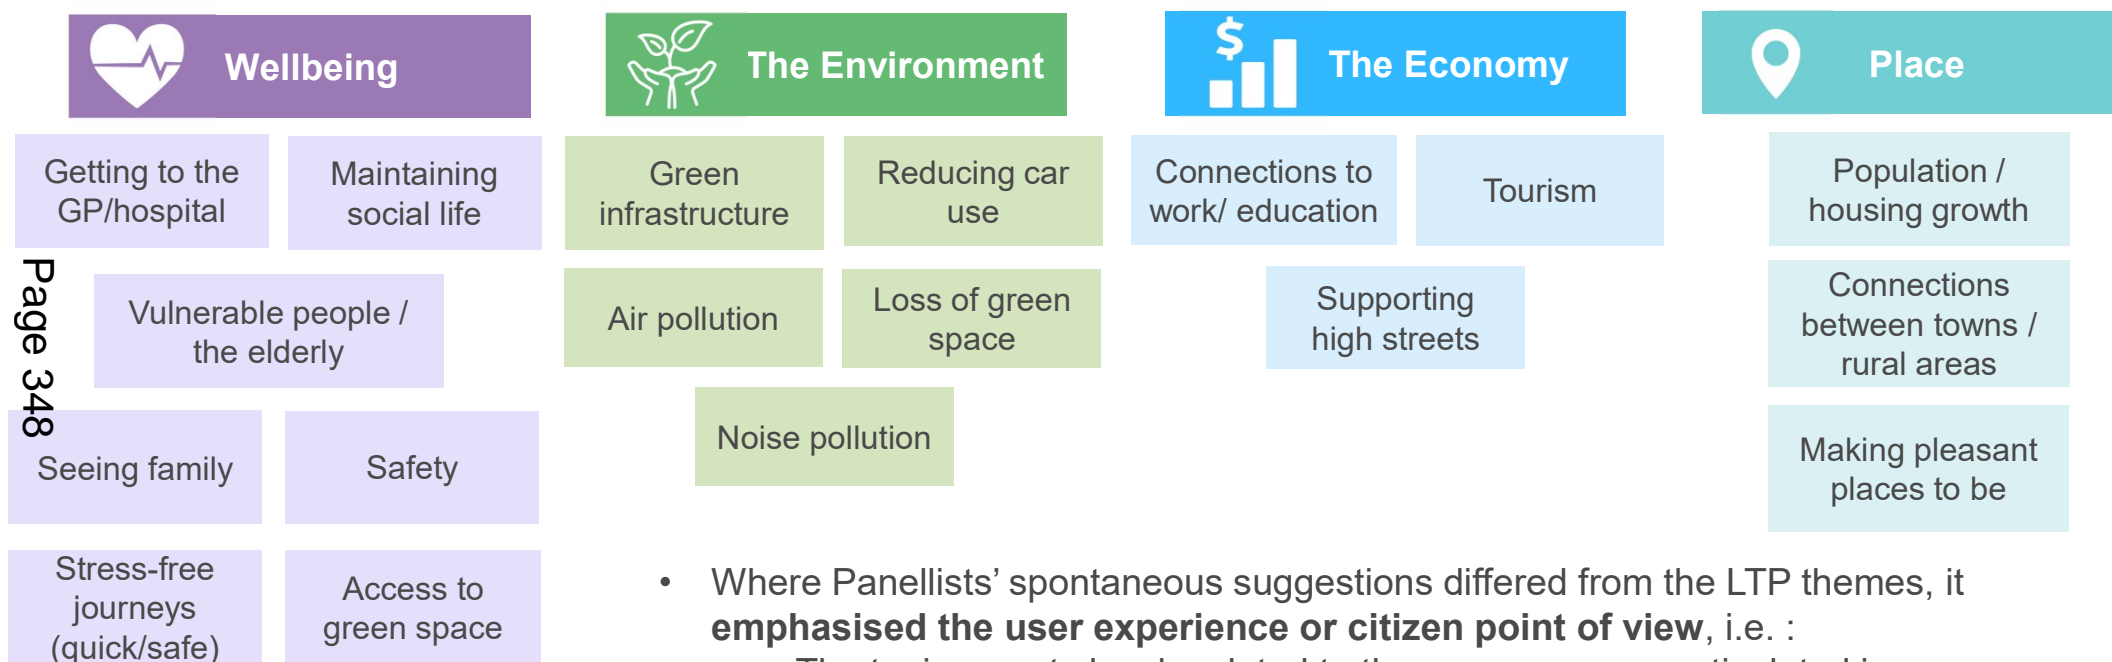 Wellbeing
Getting to the
GP/hospital
Maintaining
social life
Vulnerable people /
the elderly
Seeing family
Safety
Stress-free
journeys
(quick/safe)
Access to
green space
Page 348
The Environment
Green
infrastructure
Reducing car
use
Air pollution
Loss of green
space
Noise pollution
The Economy
Connections to
work/ education
Tourism
Supporting
high streets
Place
Population /
housing growth
Connections
between towns /
rural areas
Making pleasant
places to be
• Where Panellists’ spontaneous suggestions differed from the LTP themes, it
emphasised the user experience or citizen point of view, i.e. :